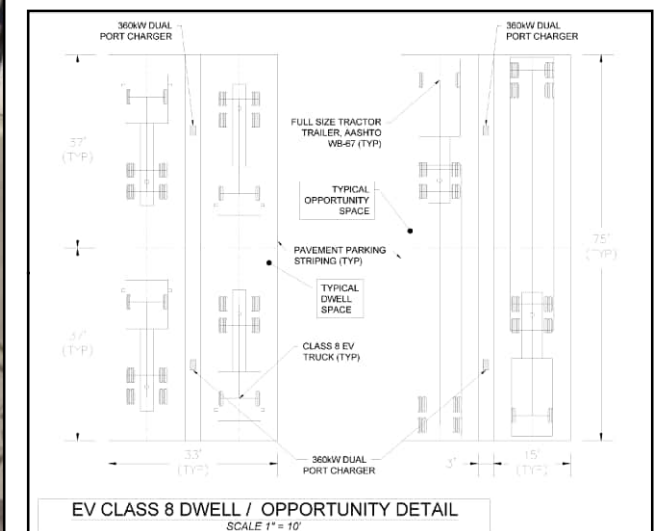 360kW DUAL
PORT CHARGER
360kW DUAL
PORT CHARGER
37'
(TYP)
FULL SIZE TRACTOR
TRAILER, AASHTO
WB-67 (TYP)
TYPICAL
OPPORTUNITY
SPACE
PAVEMENT PARKING
STRIPING (TYP)
75'
(TYP)
TYPICAL
DWELL
SPACE
37'
(TYP)
CLASS 8 EV
TRUCK (TYP)
33'
(TYP)
360kW DUAL
PORT CHARGER
3'
15'
(TYP)
EV CLASS 8 DWELL / OPPORTUNITY DETAIL
SCALE 1" = 10'